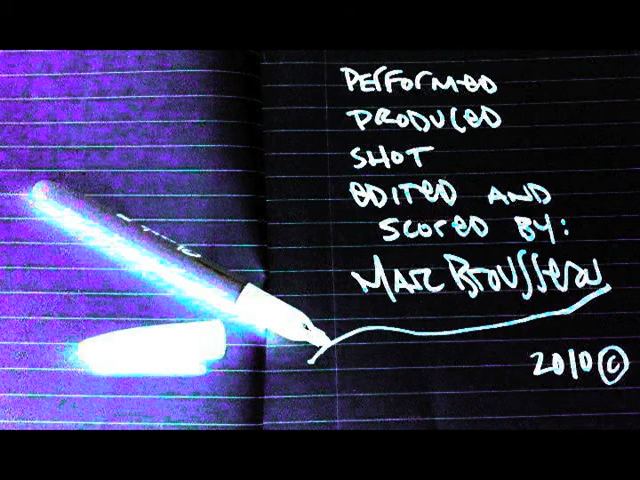 PERFORMED
PRODUCED
SHOT
EDITED AND
SCORED BY:
MARC BROUSSEAU
2010 ©